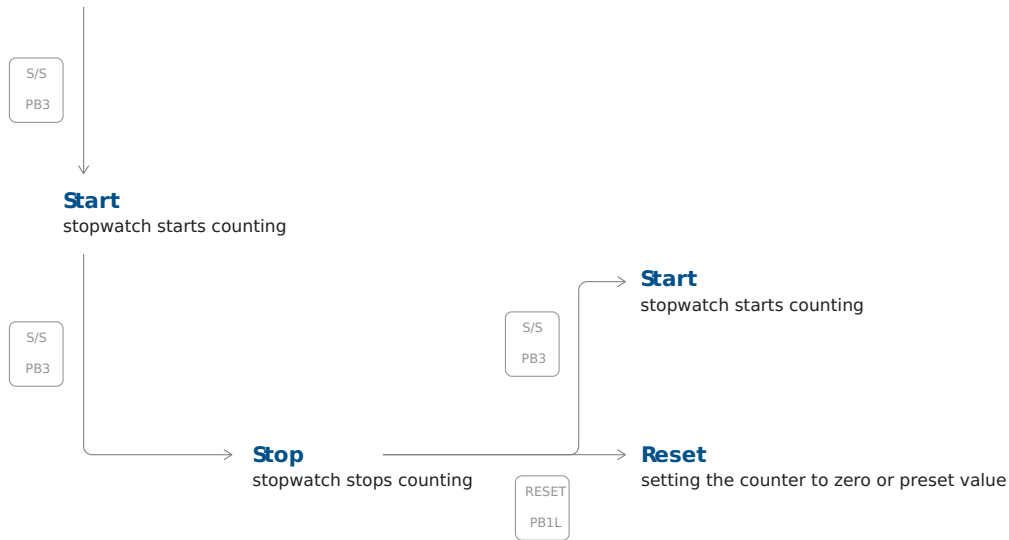 S/S
PB3
Start
stopwatch starts counting
S/S
PB3
Start
stopwatch starts counting
S/S
PB3
Stop
stopwatch stops counting
Reset
setting the counter to zero or preset value
RESET
PB1L